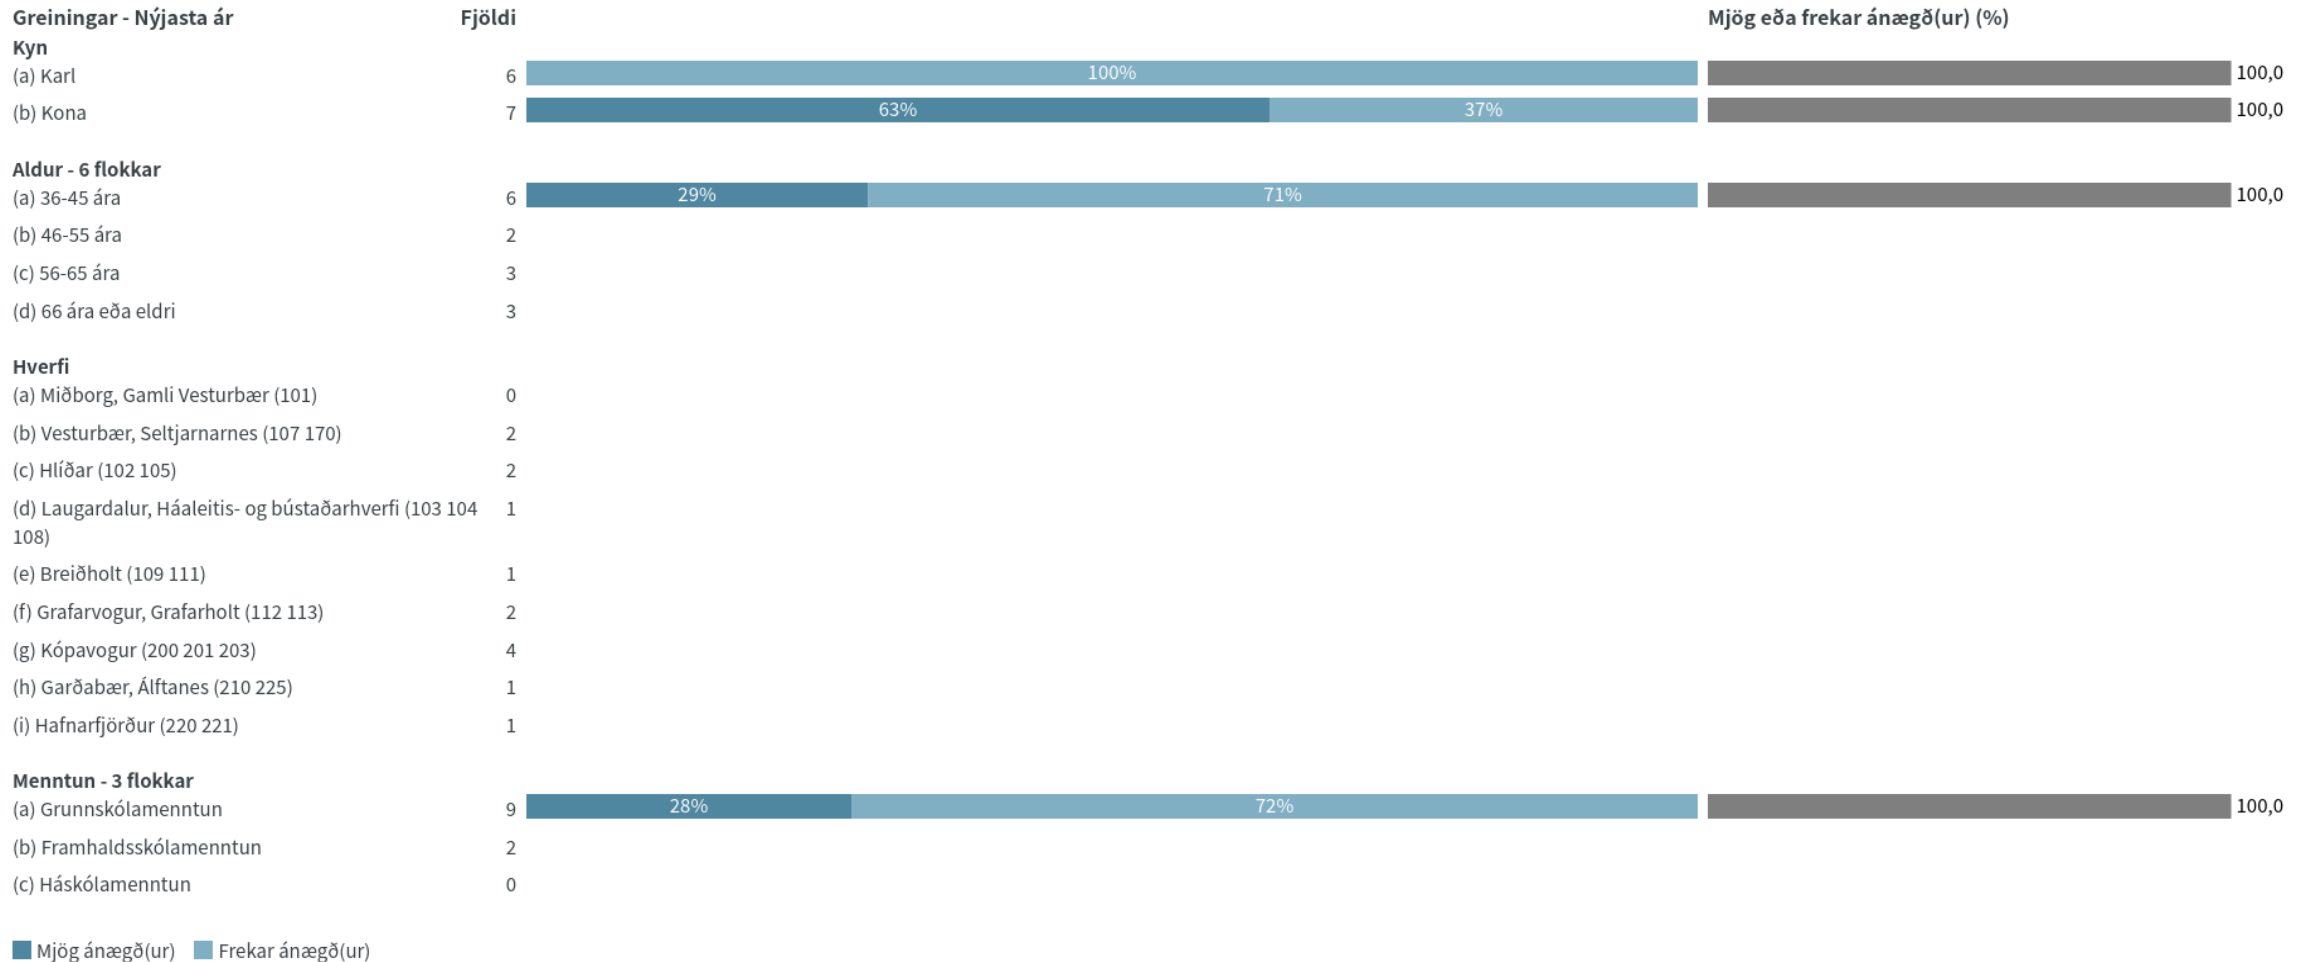 Greiningar - Nýjasta ár Fjöldi Mjög eða frekar ánægð(ur) (%)
Kyn
(a) Karl 6 100% 100,0
(b) Kona 7 63% 37% 100,0
Aldur - 6 flokkar
(a) 36-45 ára 6 29% 71% 100,0
(b) 46-55 ára 2
(c) 56-65 ára 3
(d) 66 ára eða eldri 3
Hverfi
(a) Miðborg, Gamli Vesturbær (101) 0
(b) Vesturbær, Seltjarnarnes (107 170) 2
(c) Hlíðar (102 105) 2
(d) Laugardalur, Háaleitis- og bústaðarhverfi (103 104 1
108)
(e) Breiðholt (109 111) 1
(f) Grafarvogur, Grafarholt (112 113) 2
(g) Kópavogur (200 201 203) 4
(h) Garðabær, Álftanes (210 225) 1
(i) Hafnarfjörður (220 221) 1
Menntun - 3 flokkar
(a) Grunnskólamenntun 9 28% 72% 100,0
(b) Framhaldsskólamenntun 2
(c) Háskólamenntun 0
Mjög ánægð(ur) Frekar ánægð(ur)